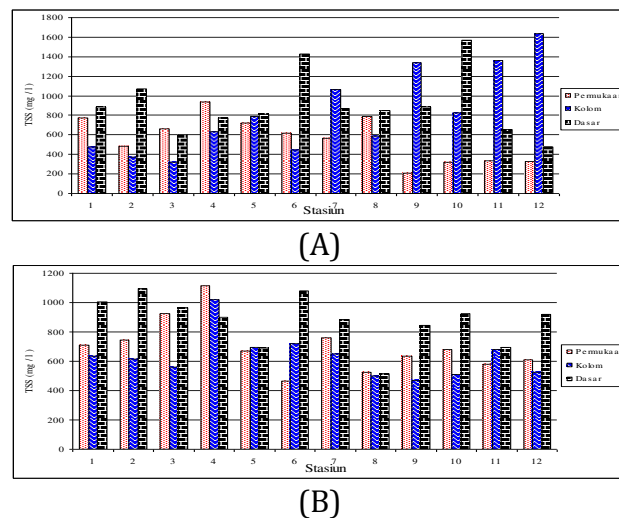 1800
1600
1400
1200
1000
800
600
400
200
0
TSS (mg /l)
1 2 3 4 5 6 7 8 9 10 11 12
Stasiun
Permukaan
Kolom
Dasar
(A)
1200
1000
800
600
400
200
0
TSS (mg /l)
1 2 3 4 5 6 7 8 9 10 11 12
Stasiun
Permukaan
Kolom
Dasar
(B)